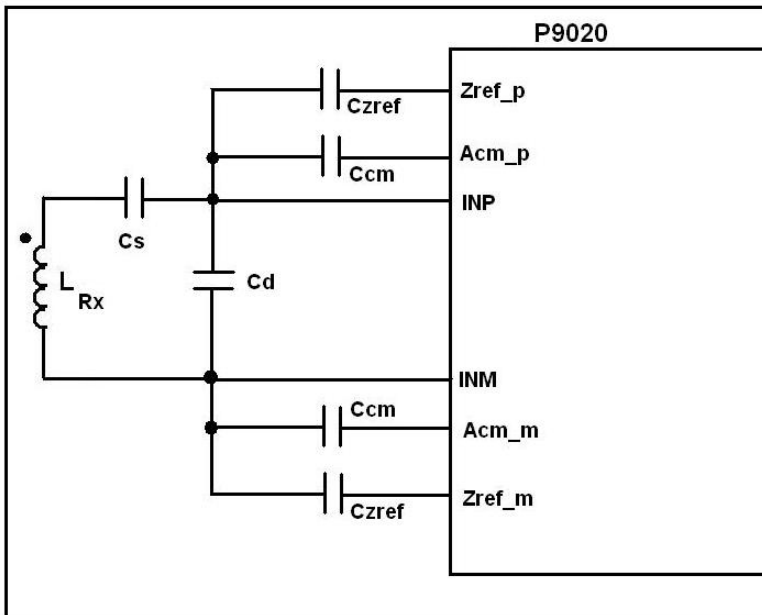 P9020
Zref_p
Czref
Acm_p
Ccm
INP
Cs
L
Rx
Cd
INM
Ccm
Acm_m
Zref_m
Czref